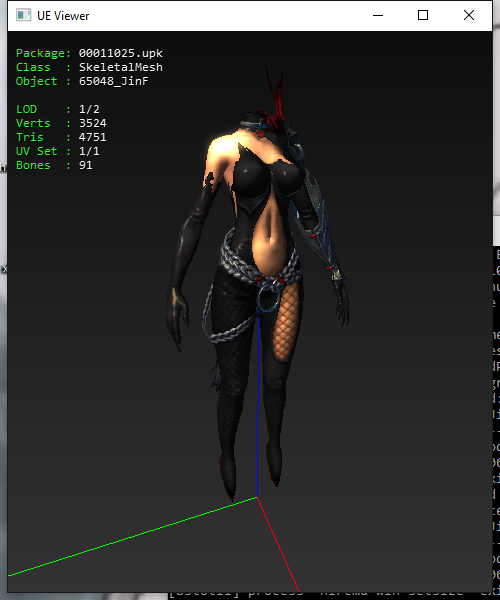 UE Viewer
Package: 00011025.upk
Class : SkeletalMesh
Object : 65048_JinF
LOD : 1/2
Verts : 3524
Tris : 4751
UV Set : 1/1
Bones : 91